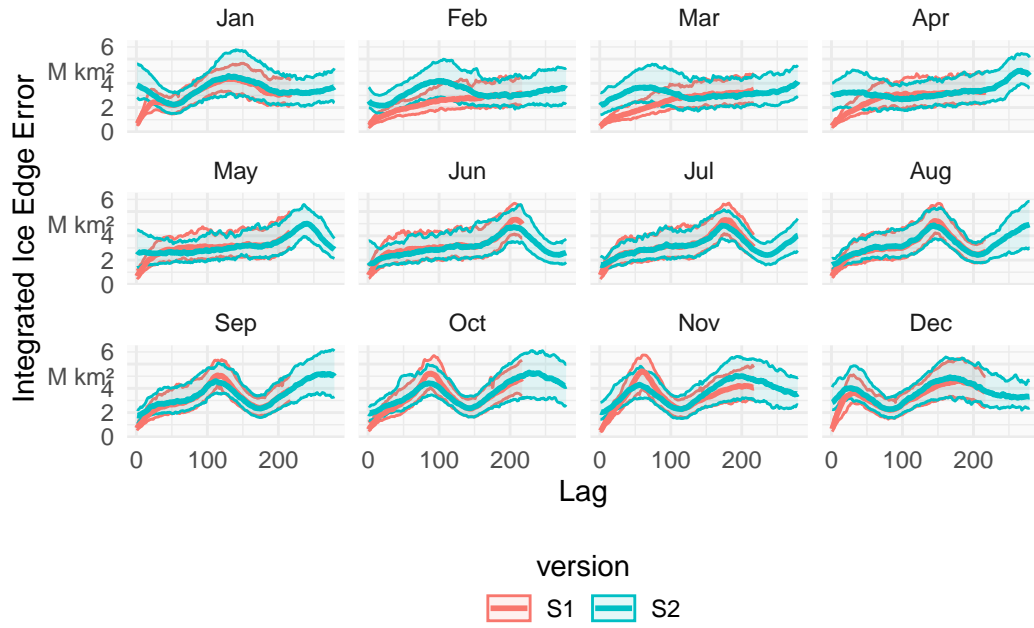 Jan Feb Mar Apr
6
M km²
2
0
May Jun Jul Aug
6
M km²
4
2
0
Sep Oct Nov Dec
6
M km²
4
2
0
0 100 200 0 100 200 0 100 200 0 100 200
Integrated Ice Edge Error
Lag
version
S1 S2